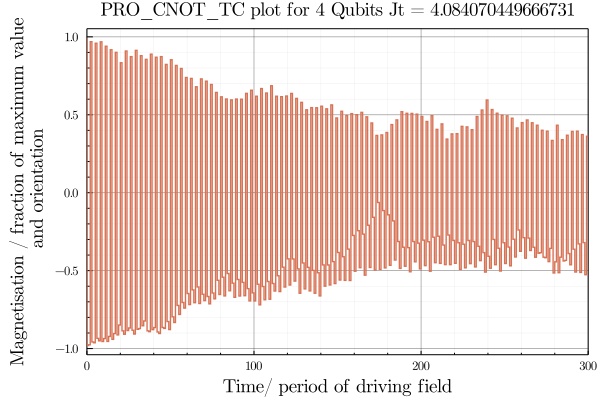 PRO_CNOT_TC plot for 4 Qubits Jt = 4.084070449666731
Magnetisation / fraction of maximum value
and orientation
1.0
0.5
0.0
−0.5
−1.0
0 100 200 300
Time/ period of driving field